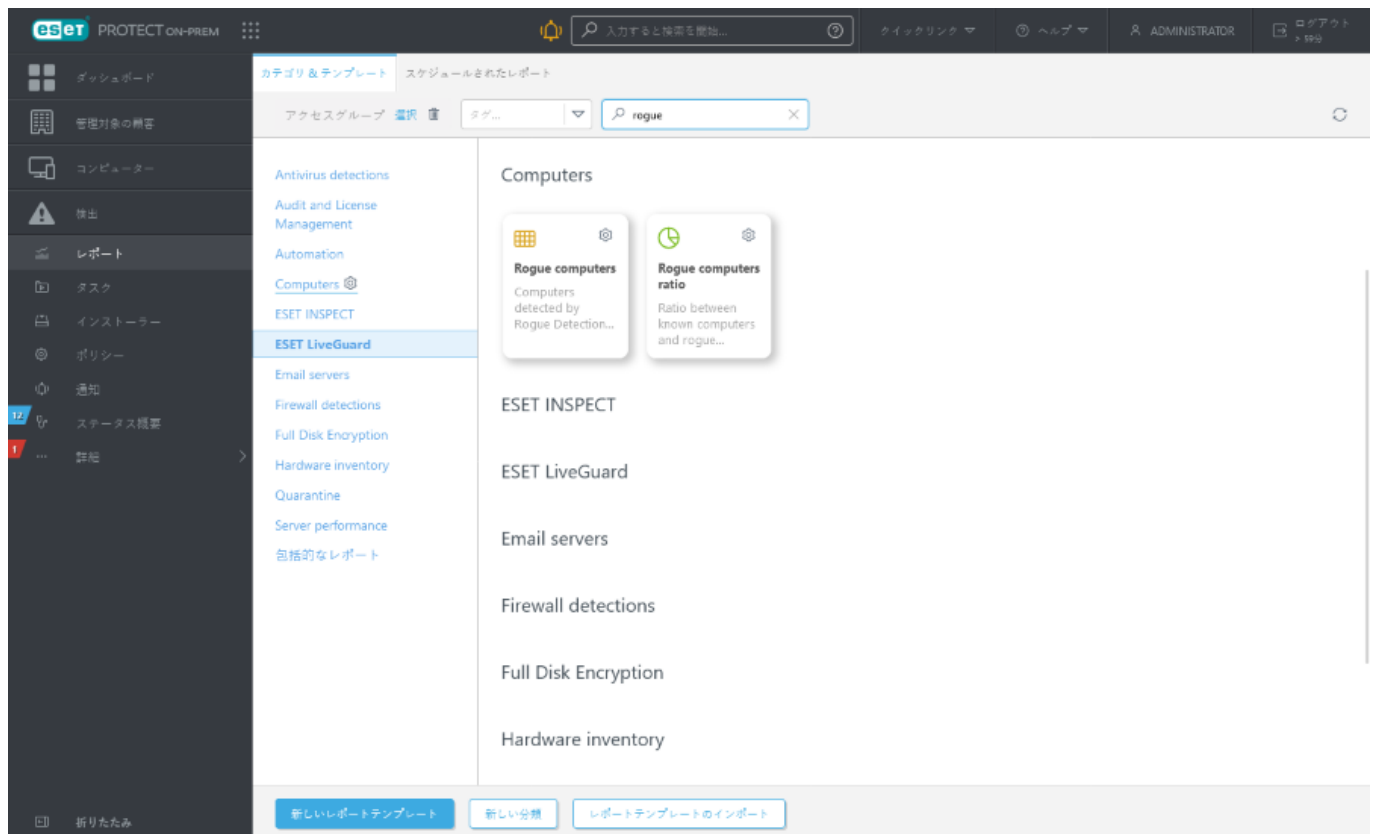 eset PROTECT ON-PREM
入力すると検索を開始...
クイックリンク
ヘルプ
ADMINISTRATOR
ログアウト
> 59分
ダッシュボード
管理対象の顧客
コンピューター
検出
レポート
タスク
インストーラー
ポリシー
通知
12
ステータス概要
1
詳細
折りたたみ
カテゴリ & テンプレート
スケジュールされたレポート
アクセスグループ 選択
タグ...
rogue
Antivirus detections
Audit and License
Management
Automation
Computers
ESET INSPECT
ESET LiveGuard
Email servers
Firewall detections
Full Disk Encryption
Hardware inventory
Quarantine
Server performance
包括的なレポート
Computers
Rogue computers
Computers
detected by
Rogue Detection...
Rogue computers
ratio
Ratio between
known computers
and rogue...
ESET INSPECT
ESET LiveGuard
Email servers
Firewall detections
Full Disk Encryption
Hardware inventory
新しいレポートテンプレート
新しい分類
レポートテンプレートのインポート